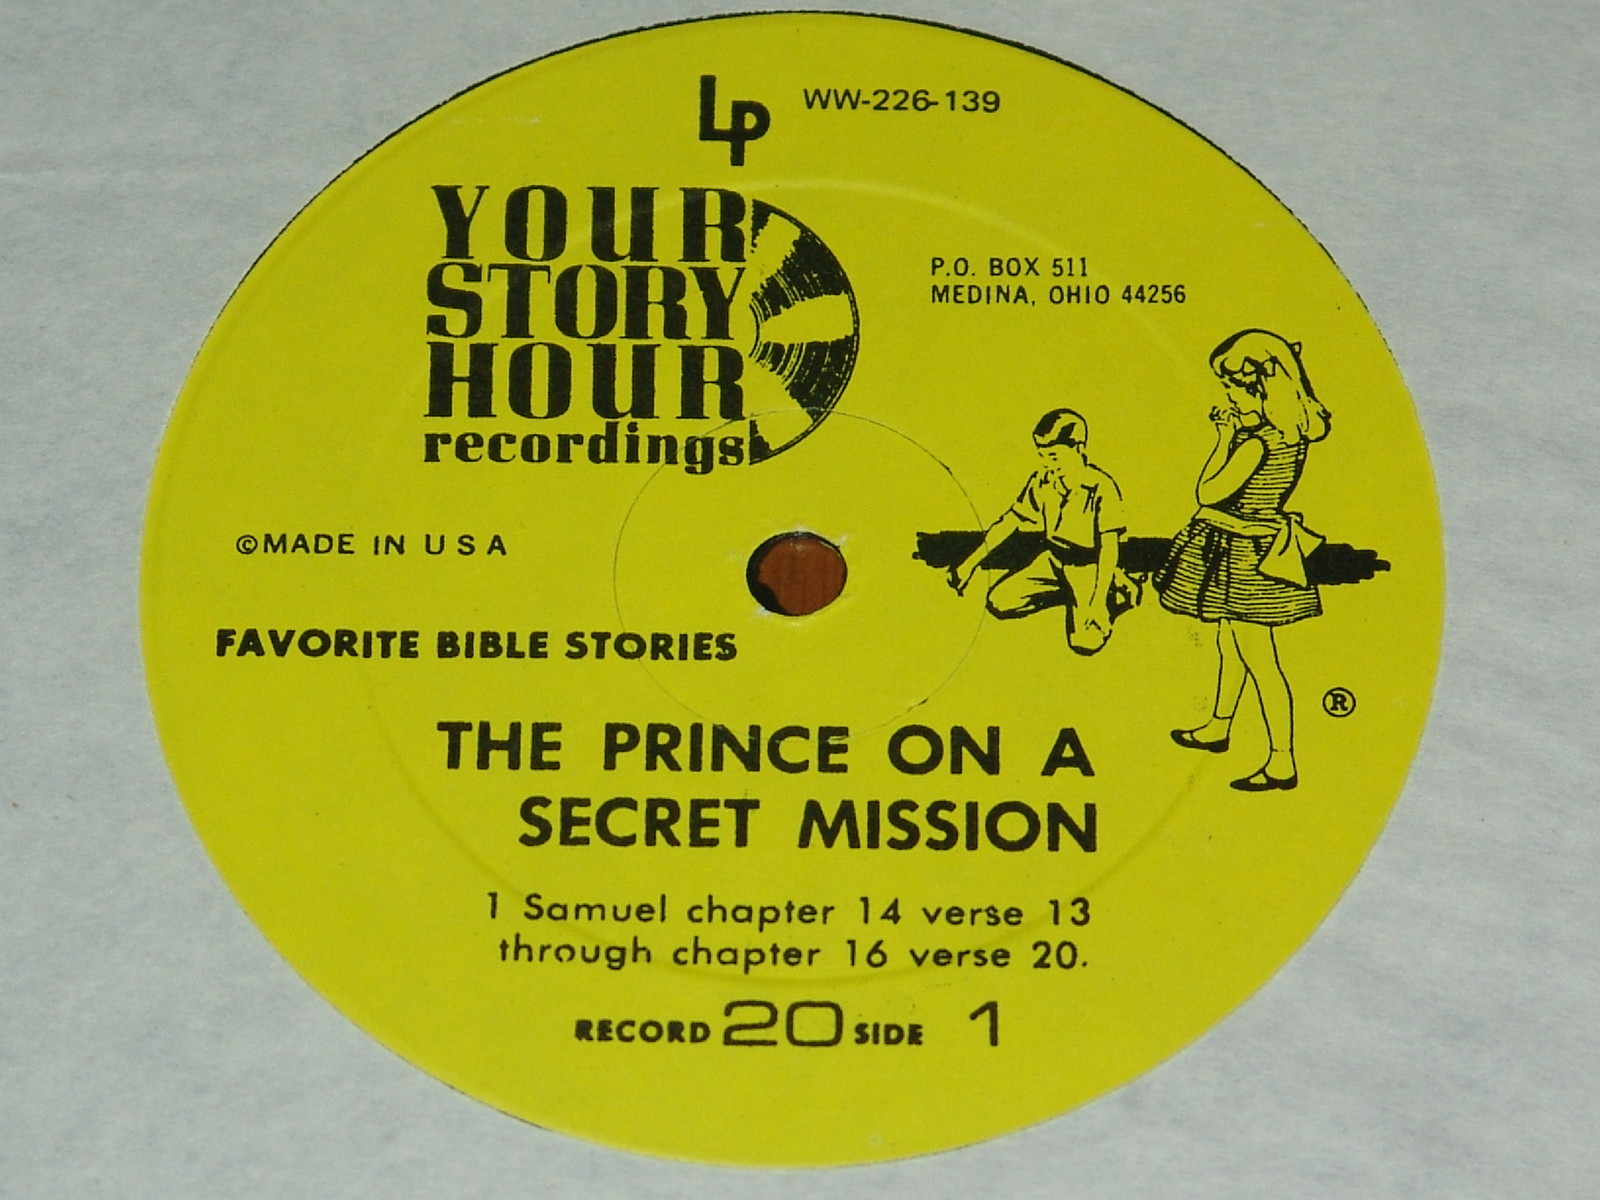 LP WW-226-139
YOUR
STORY
HOUR
recordings
P.O. BOX 511
MEDINA, OHIO 44256
©MADE IN U S A
FAVORITE BIBLE STORIES
®
THE PRINCE ON A
SECRET MISSION
1 Samuel chapter 14 verse 13
through chapter 16 verse 20.
RECORD 20 SIDE 1